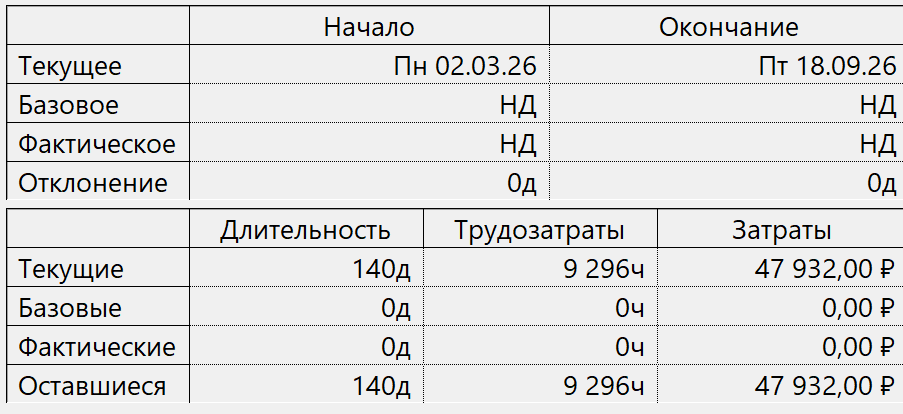 Начало Окончание
Текущее Пн 02.03.26 Пт 18.09.26
Базовое НД НД
Фактическое НД НД
Отклонение 0д 0д
Длительность Трудозатраты Затраты
Текущие 140д 9 296ч 47 932,00 ₽
Базовые 0д 0ч 0,00 ₽
Фактические 0д 0ч 0,00 ₽
Оставшиеся 140д 9 296ч 47 932,00 ₽